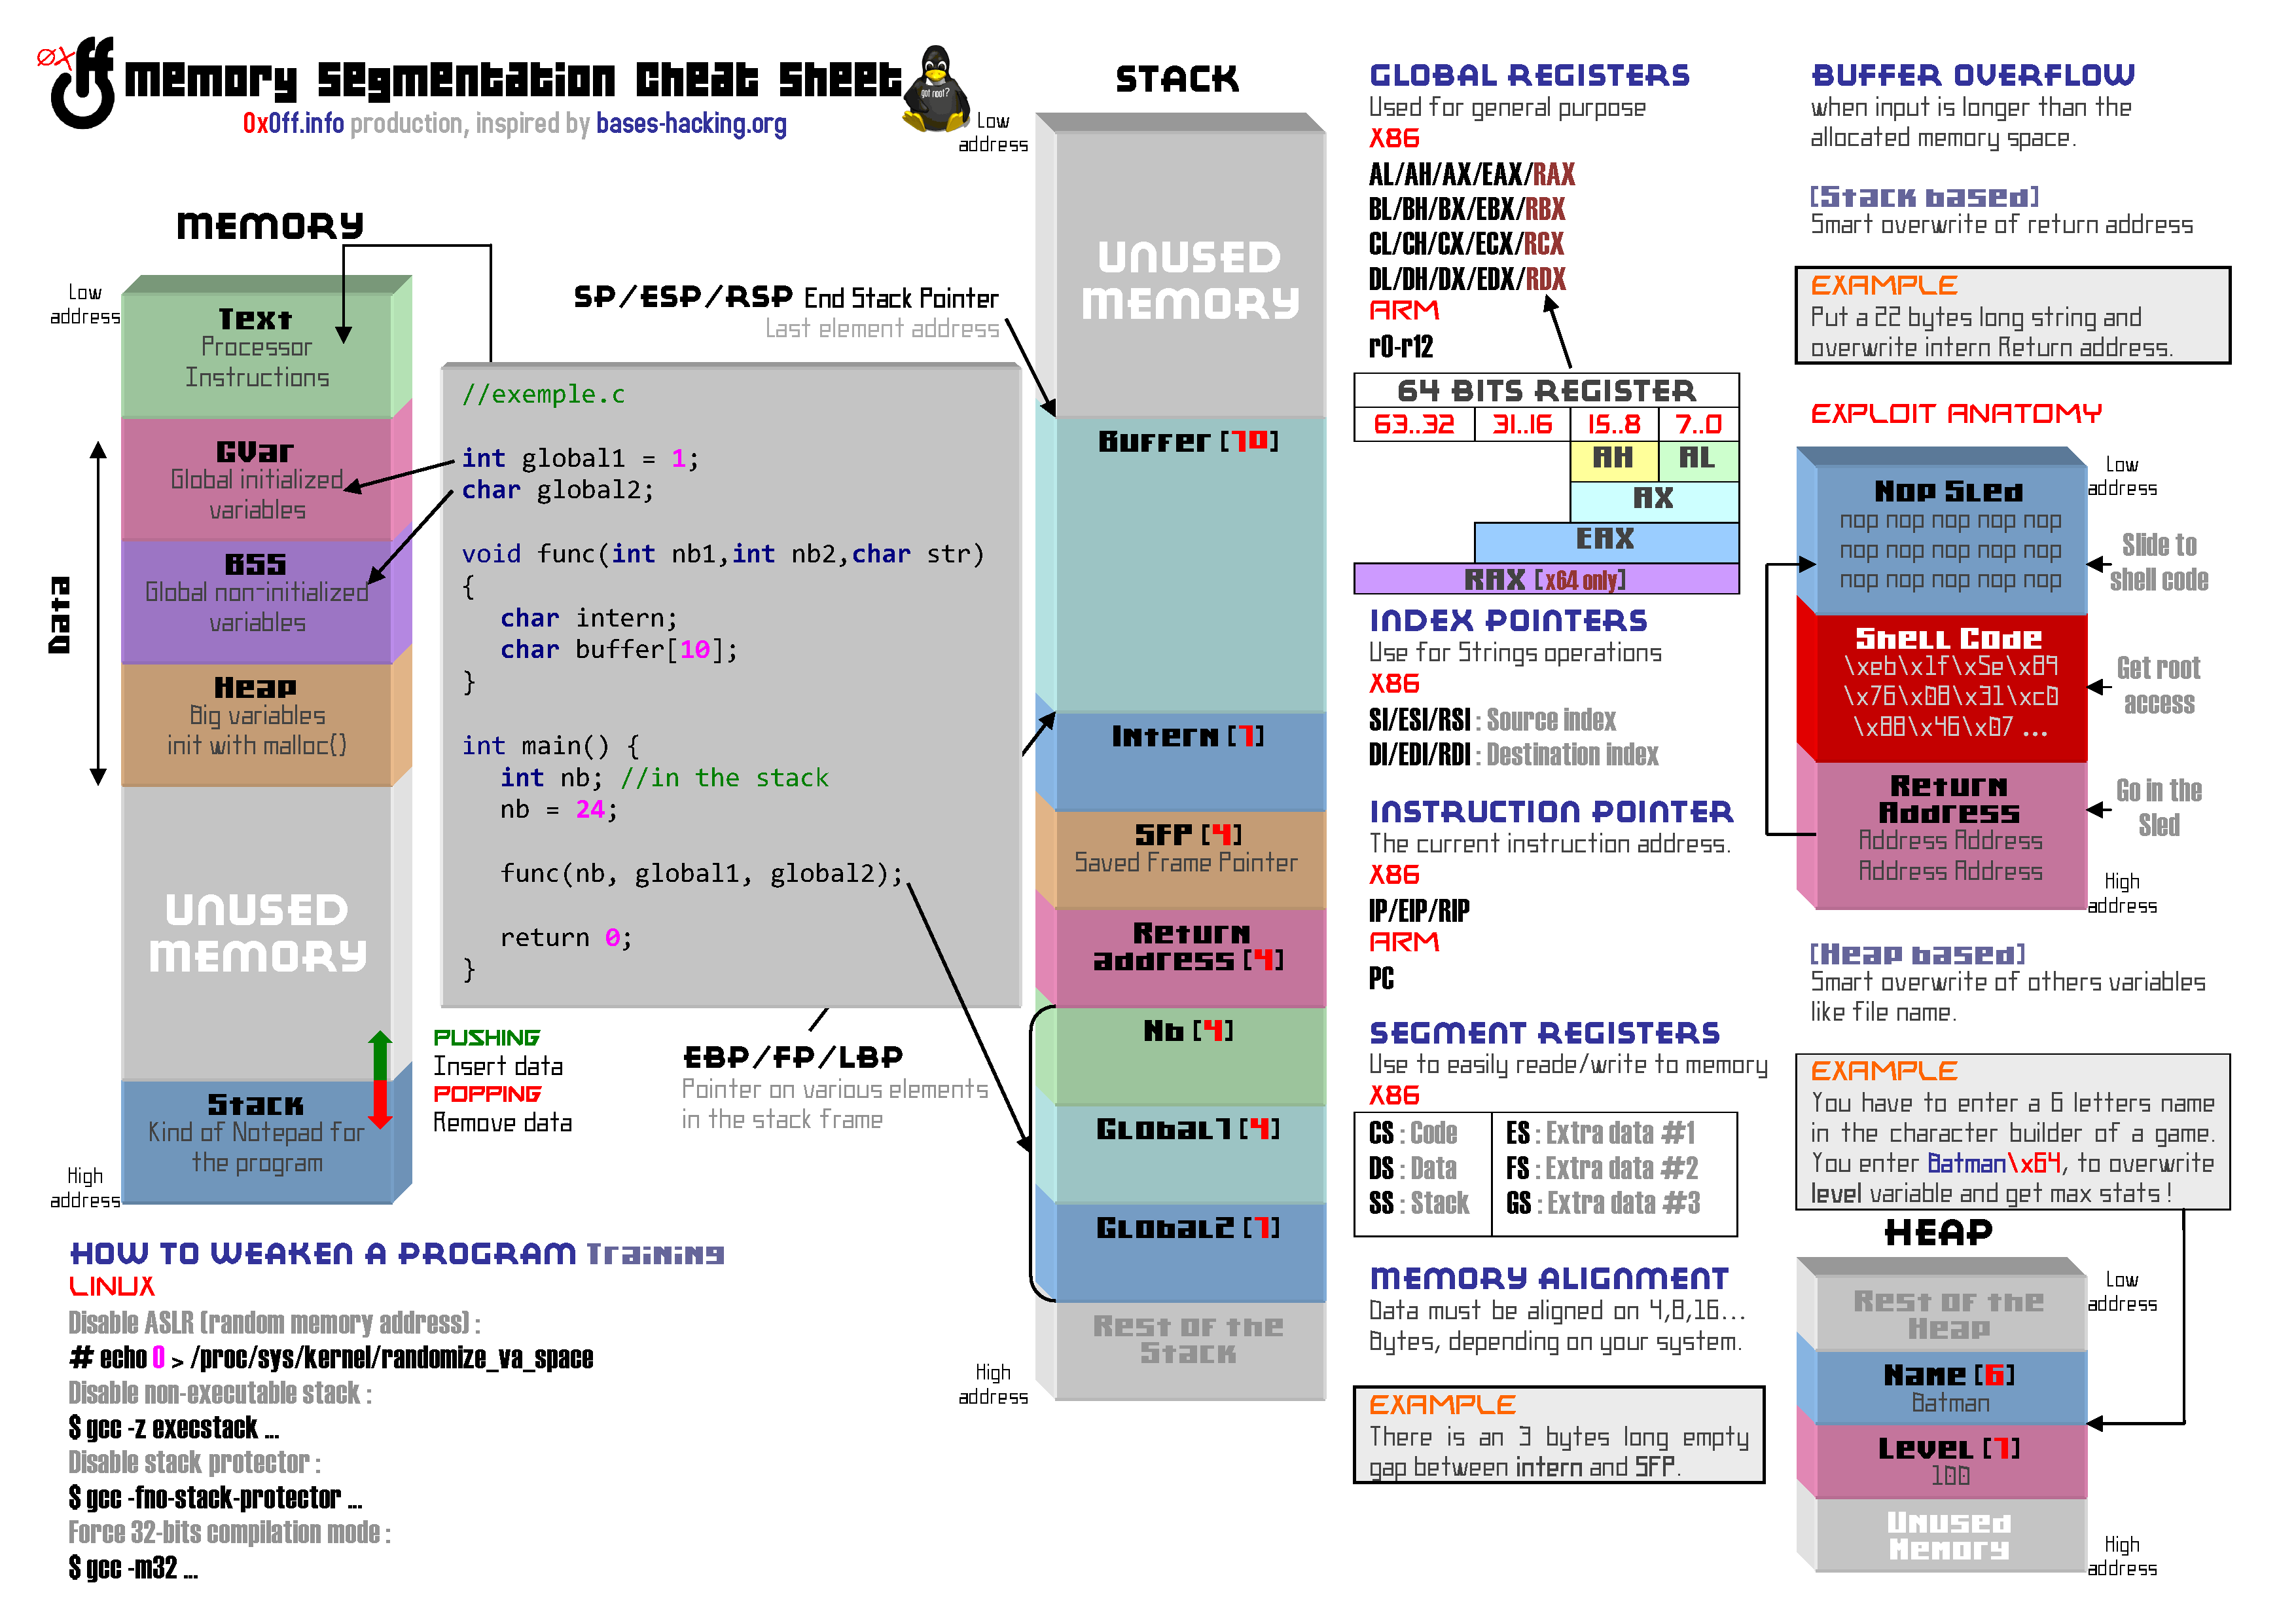 0xff Memory Segmentation Cheat Sheet
0x0ff.info production, inspired by bases-hacking.org
got root?
MEMORY
Low
address
Text
Processor
Instructions
GVar
Global initialized
variables
BSS
Global non-initialized
variables
Heap
Big variables
init with malloc()
Data
UNUSED
MEMORY
Stack
Kind of Notepad for
the program
High
address
PUSHING
Insert data
POPPING
Remove data
//exemple.c
int global1 = 1;
char global2;
void func(int nb1,int nb2,char str)
{
char intern;
char buffer[10];
}
int main() {
int nb; //in the stack
nb = 24;
func(nb, global1, global2);
return 0;
}
SP/ESP/RSP End Stack Pointer
Last element address
EBP/FP/LBP
Pointer on various elements
in the stack frame
HOW TO WEAKEN A PROGRAM Training
LINUX
Disable ASLR (random memory address) :
# echo 0 > /proc/sys/kernel/randomize_va_space
Disable non-executable stack :
$ gcc -z execstack ...
Disable stack protector :
$ gcc -fno-stack-protector ...
Force 32-bits compilation mode :
$ gcc -m32 ...
STACK
Low
address
UNUSED
MEMORY
Buffer [10]
Intern [1]
SFP [4]
Saved Frame Pointer
Return
address [4]
Nb [4]
Global1 [4]
Global2 [1]
Rest of the
Stack
High
address
GLOBAL REGISTERS
Used for general purpose
X86
AL/AH/AX/EAX/RAX
BL/BH/BX/EBX/RBX
CL/CH/CX/ECX/RCX
DL/DH/DX/EDX/RDX
ARM
r0-r12
64 BITS REGISTER
63..32 31..16 15..8 7..0
AH AL
AX
EAX
RAX [x64 only]
INDEX POINTERS
Use for Strings operations
X86
SI/ESI/RSI : Source index
DI/EDI/RDI : Destination index
INSTRUCTION POINTER
The current instruction address.
X86
IP/EIP/RIP
ARM
PC
SEGMENT REGISTERS
Use to easily reade/write to memory
X86
CS : Code ES : Extra data #1
DS : Data FS : Extra data #2
SS : Stack GS : Extra data #3
MEMORY ALIGNMENT
Data must be aligned on 4,8,16...
Bytes, depending on your system.
EXAMPLE
There is an 3 bytes long empty
gap between intern and SFP.
BUFFER OVERFLOW
when input is longer than the
allocated memory space.
[Stack based]
Smart overwrite of return address
EXAMPLE
Put a 22 bytes long string and
overwrite intern Return address.
EXPLOIT ANATOMY
Low
address
Nop Sled
nop nop nop nop nop
nop nop nop nop nop
nop nop nop nop nop
Slide to
shell code
Shell Code
\xeb\x1f\x5e\x89
\x76\x08\x31\xc0
\x88\x46\x07 ...
Get root
access
Return
Address
Address Address
Address Address
Go in the
Sled
High
address
[Heap based]
Smart overwrite of others variables
like file name.
EXAMPLE
You have to enter a 6 letters name
in the character builder of a game.
You enter Batman\x64, to overwrite
level variable and get max stats !
HEAP
Low
address
Rest of the
Heap
Name [6]
Batman
Level [1]
100
Unused
Memory
High
address